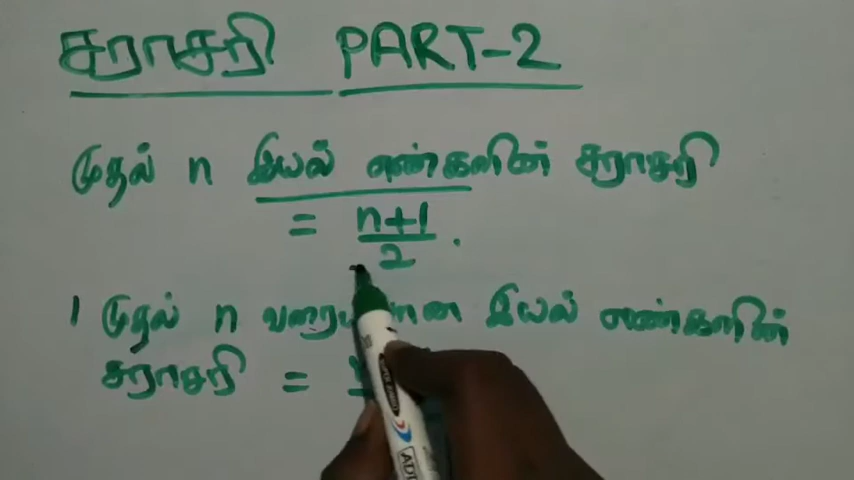 சராசரி PART-2
முதல் n இயல் எண்களின் சராசரி
= n+1/2.
1 முதல் n வரையிலான இயல் எண்களின்
சராசரி =
ADD